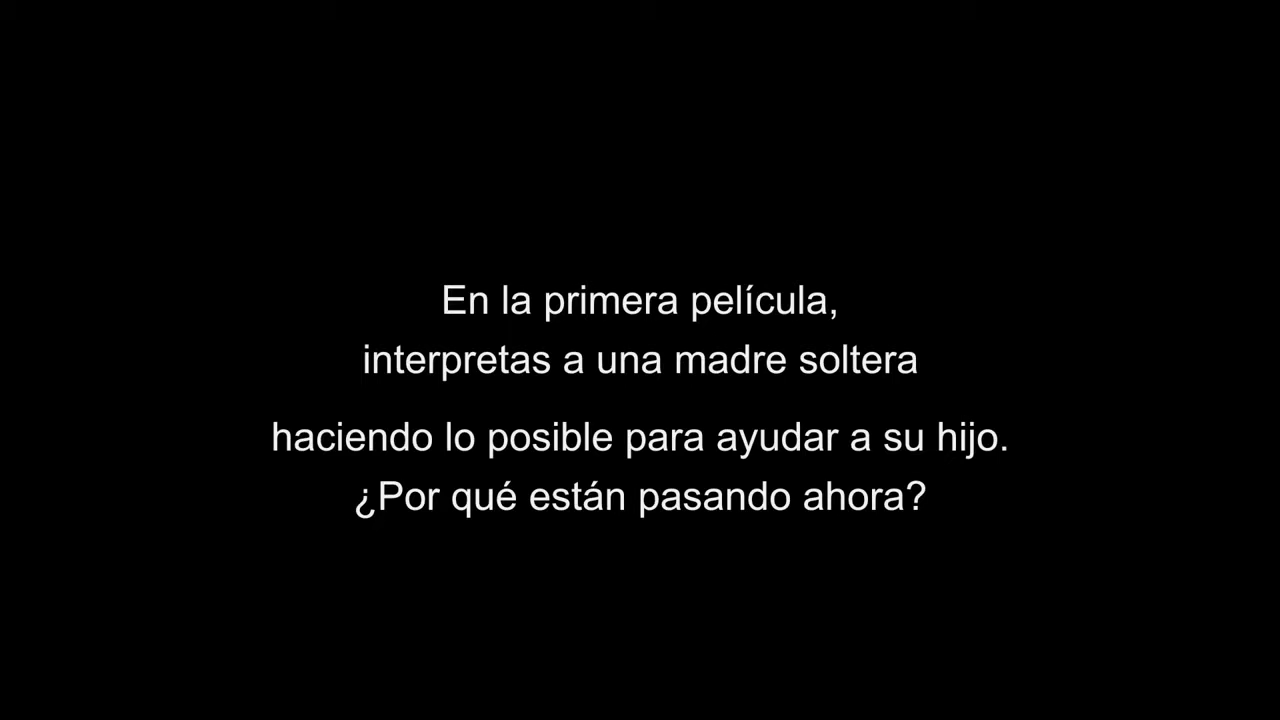 En la primera película,
interpretas a una madre soltera
haciendo lo posible para ayudar a su hijo.
¿Por qué están pasando ahora?